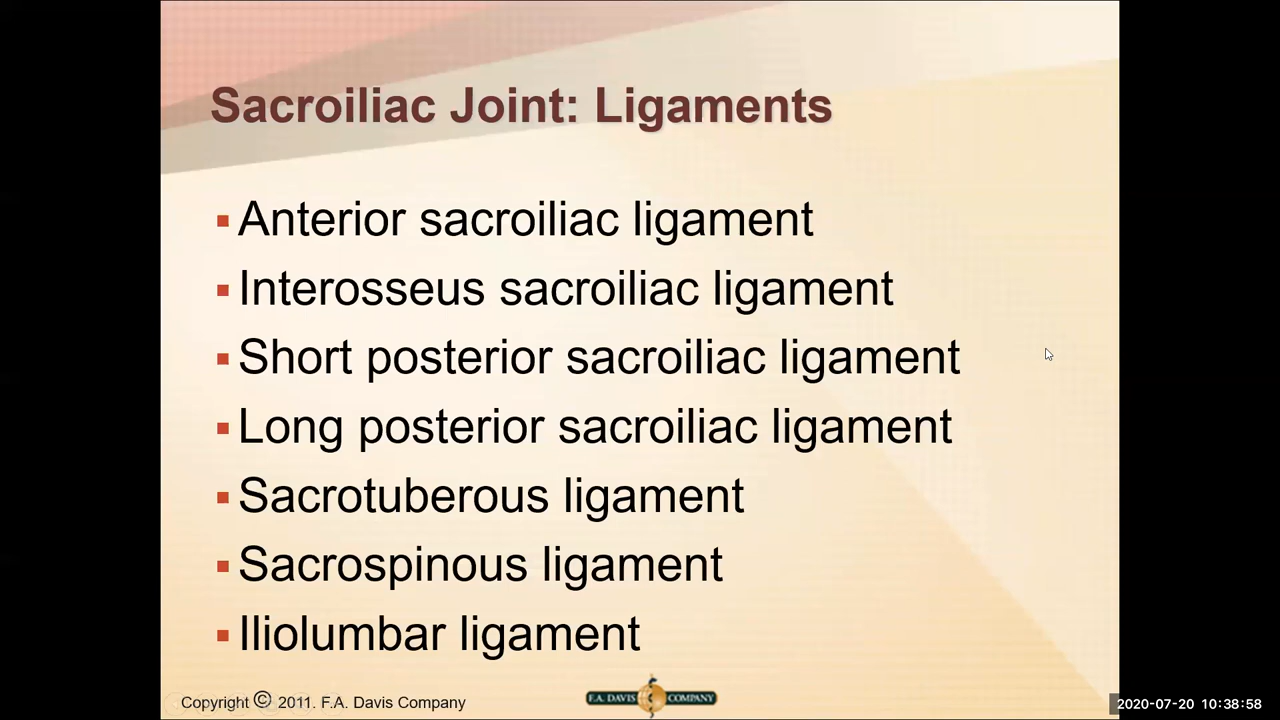 Sacroiliac Joint: Ligaments
Anterior sacroiliac ligament
Interosseus sacroiliac ligament
Short posterior sacroiliac ligament
Long posterior sacroiliac ligament
Sacrotuberous ligament
Sacrospinous ligament
Iliolumbar ligament
Copyright © 2011. F.A. Davis Company
F.A. DAVIS COMPANY
2020-07-20 10:38:58